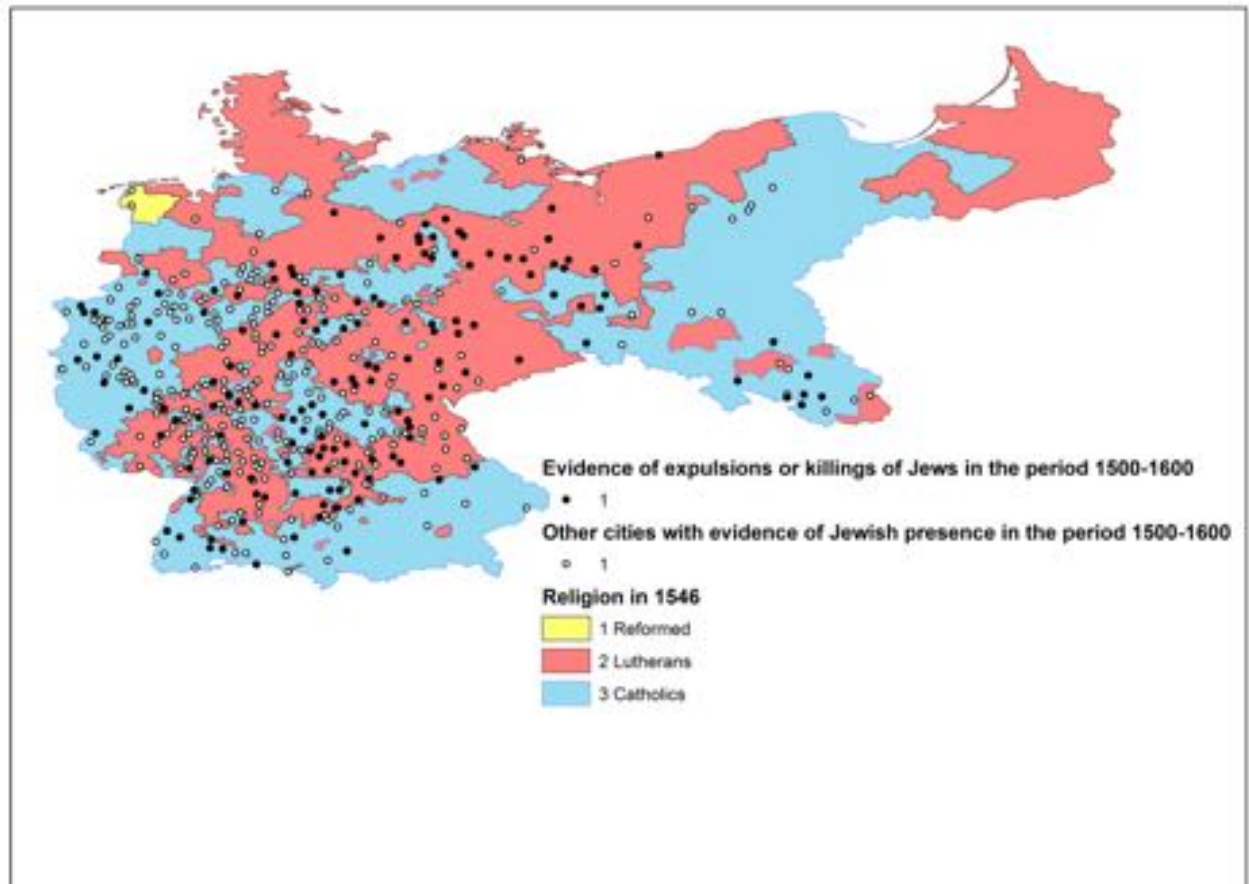 Evidence of expulsions or killings of Jews in the period 1500-1600
1
Other cities with evidence of Jewish presence in the period 1500-1600
1
Religion in 1546
1 Reformed
2 Lutherans
3 Catholics